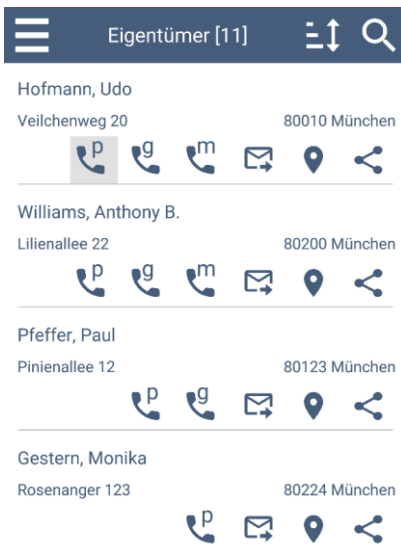 Eigentümer [11]
Hofmann, Udo
Veilchenweg 20 80010 München
p g m
Williams, Anthony B.
Lilienallee 22 80200 München
p g m
Pfeffer, Paul
Pinienallee 12 80123 München
p g
Gestern, Monika
Rosenanger 123 80224 München
p